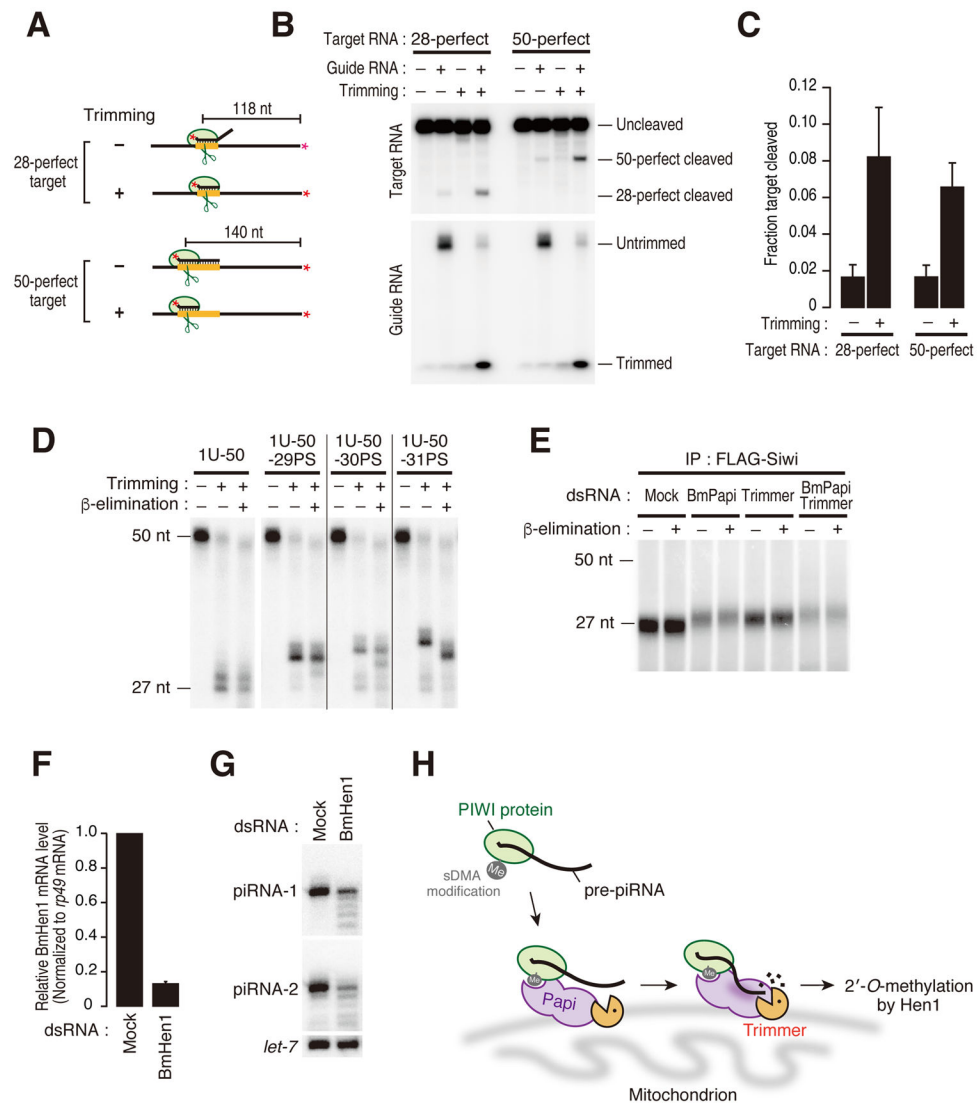 A
Trimming
118 nt
28-perfect
target
−
+
*
*
140 nt
50-perfect
target
−
+
*
*
B
Target RNA : 28-perfect 50-perfect
Guide RNA : − + − + − + − +
Trimming : − − + + − − + +
Target RNA
Uncleaved
50-perfect cleaved
28-perfect cleaved
Guide RNA
Untrimmed
Trimmed
C
Fraction target cleaved
0.12
0.10
0.08
0.06
0.04
0.02
0
Trimming : − + − +
Target RNA : 28-perfect 50-perfect
D
1U-50
1U-50
-29PS
1U-50
-30PS
1U-50
-31PS
Trimming : − + + − + + − + + − + +
β-elimination : − − + − − + − − + − − +
50 nt
27 nt
E
IP : FLAG-Siwi
dsRNA : Mock BmPapi Trimmer BmPapi
Trimmer
β-elimination : − + − + − + − +
50 nt
27 nt
F
Relative BmHen1 mRNA level
(Normalized to rp49 mRNA)
1.0
0.8
0.6
0.4
0.2
0
dsRNA : Mock BmHen1
G
dsRNA : Mock BmHen1
piRNA-1
piRNA-2
let-7
H
PIWI protein
Me
sDMA
modification
pre-piRNA
Me
Papi
Me
Trimmer
2′-O-methylation
by Hen1
Mitochondrion